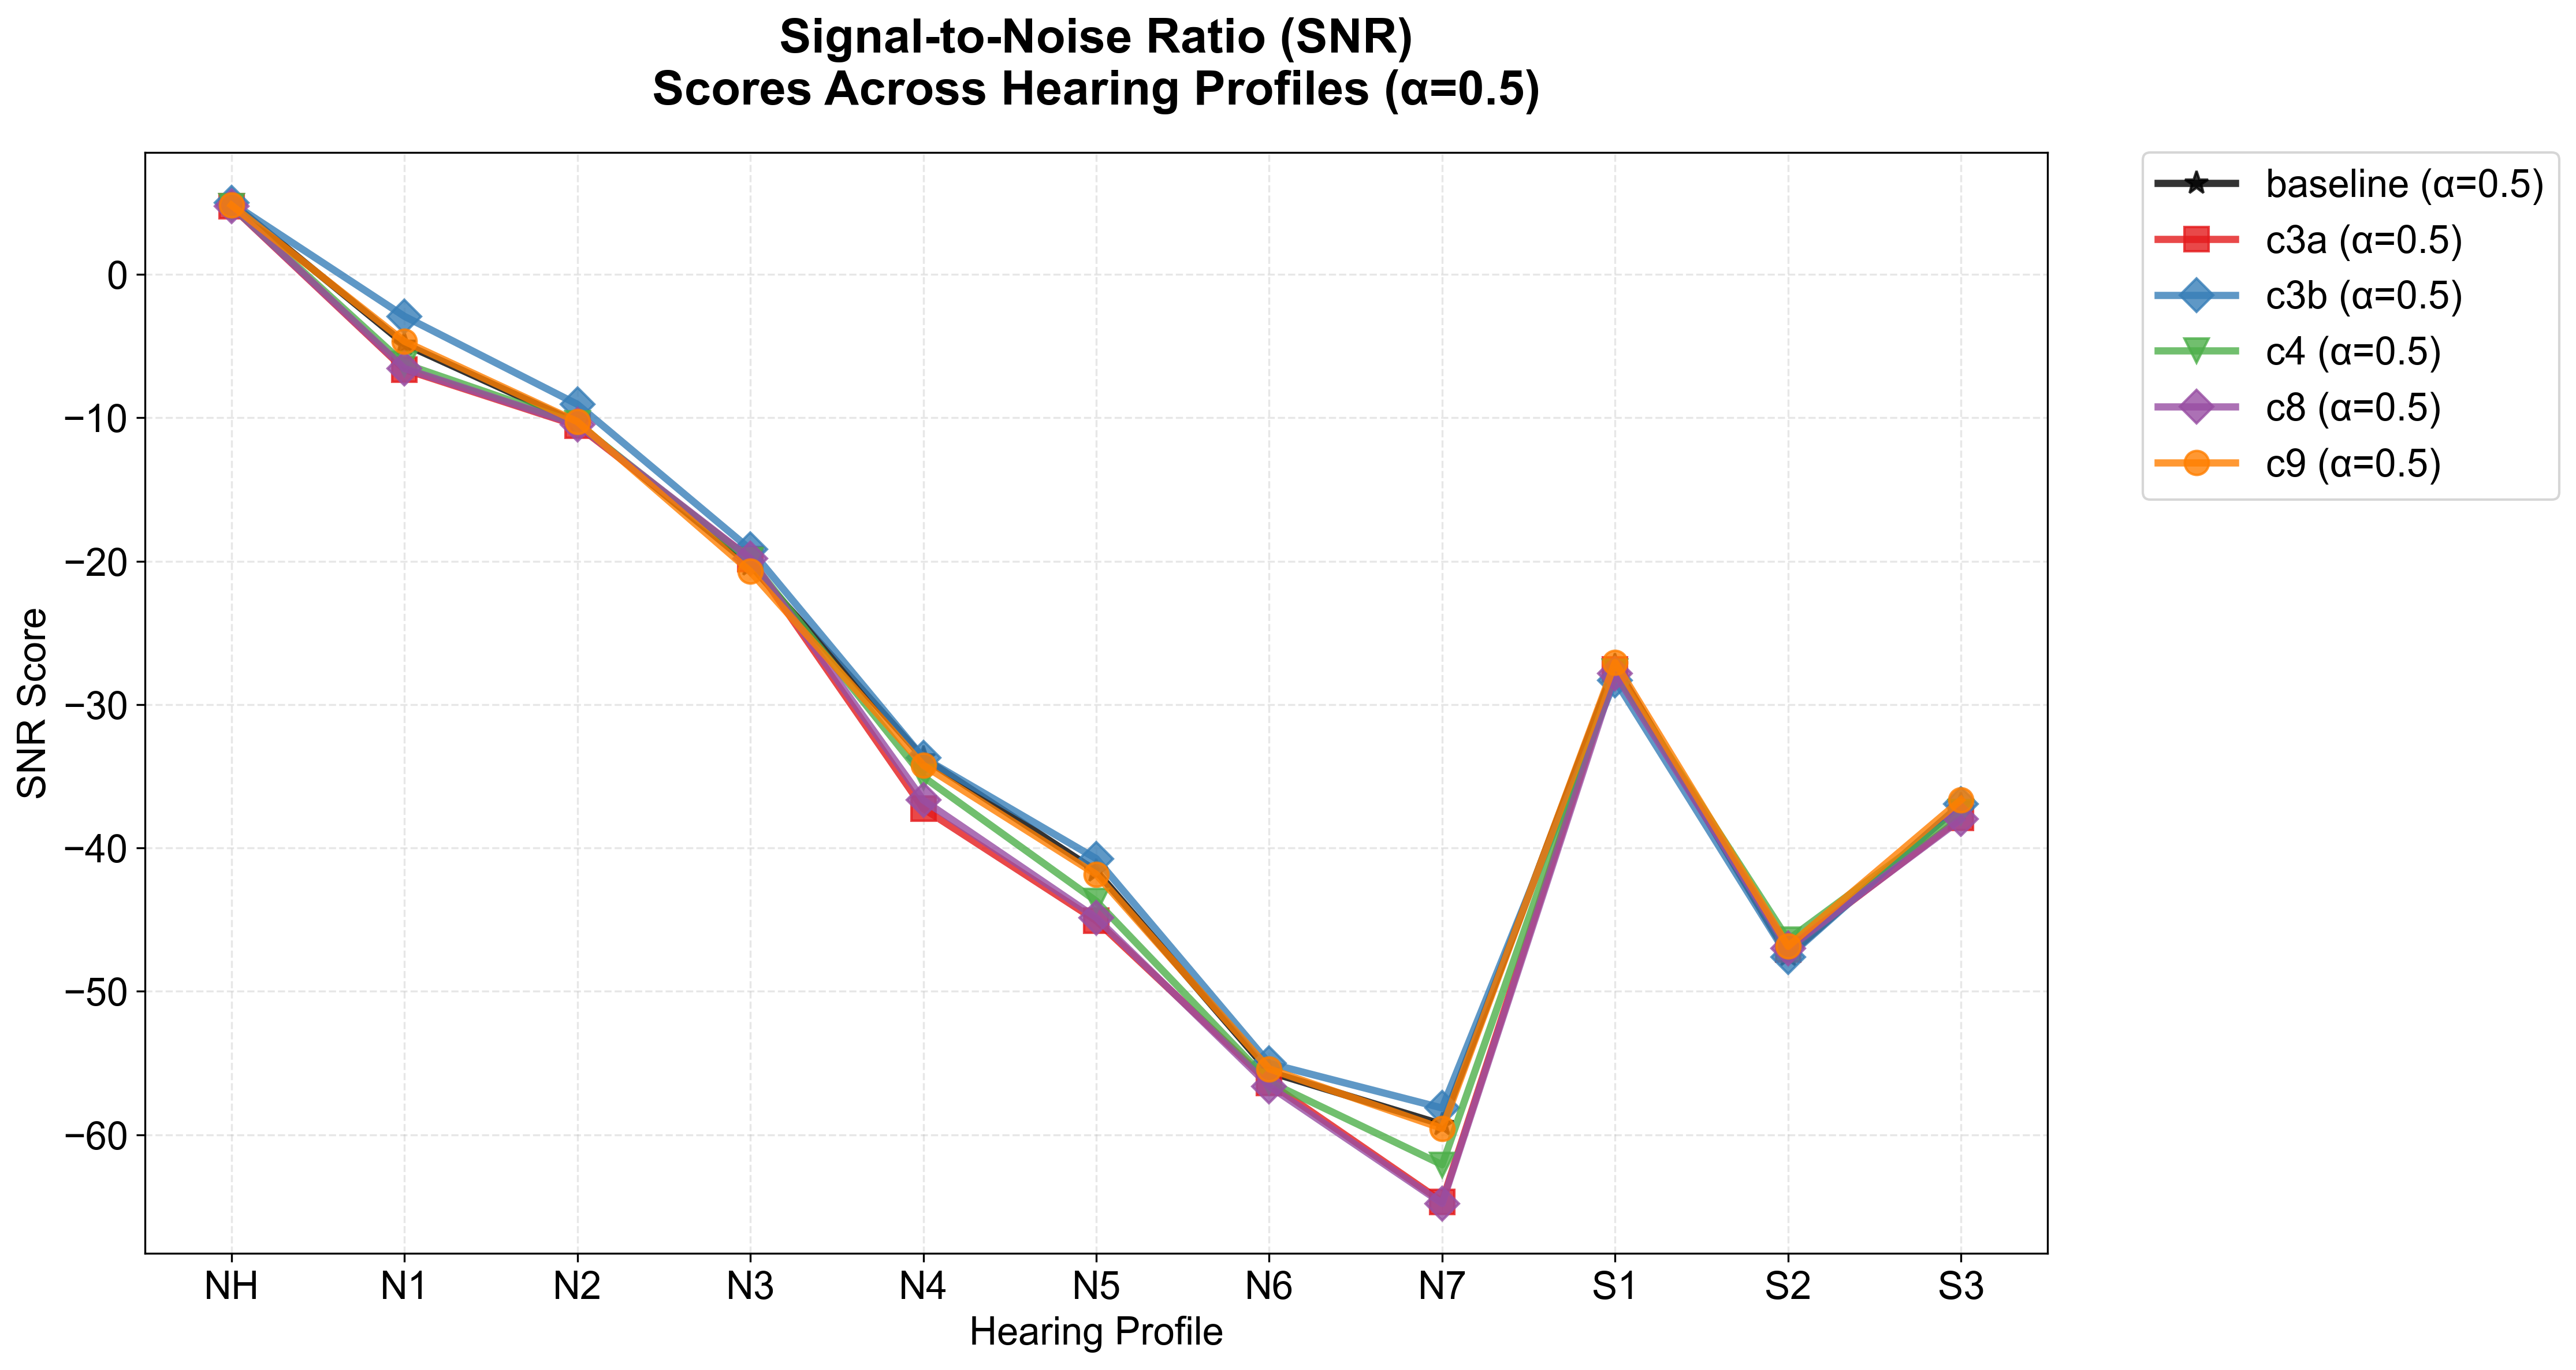 Signal-to-Noise Ratio (SNR)
Scores Across Hearing Profiles (α=0.5)
baseline (α=0.5)
c3a (α=0.5)
c3b (α=0.5)
c4 (α=0.5)
c8 (α=0.5)
c9 (α=0.5)
SNR Score
0
−10
−20
−30
−40
−50
−60
NH N1 N2 N3 N4 N5 N6 N7 S1 S2 S3
Hearing Profile